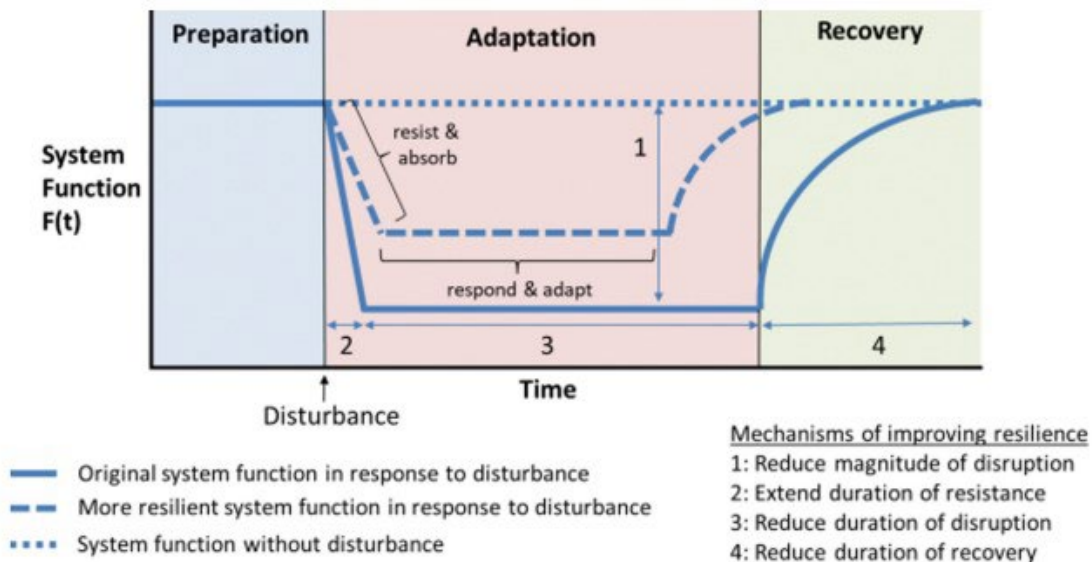 Preparation
Adaptation
Recovery
System
Function
F(t)
resist &
absorb
1
respond & adapt
2
3
4
Time
Disturbance
Original system function in response to disturbance
More resilient system function in response to disturbance
System function without disturbance
Mechanisms of improving resilience
1: Reduce magnitude of disruption
2: Extend duration of resistance
3: Reduce duration of disruption
4: Reduce duration of recovery